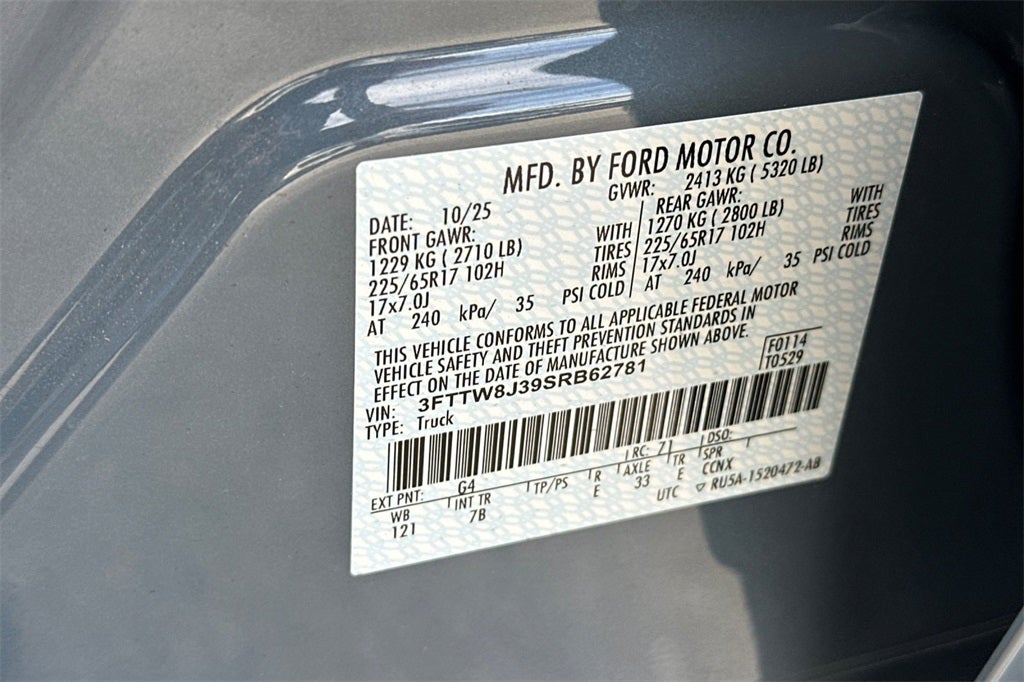 MFD. BY FORD MOTOR CO.
DATE: 10/25 GVWR: 2413 KG ( 5320 LB)
FRONT GAWR: REAR GAWR:
1229 KG ( 2710 LB) WITH 1270 KG ( 2800 LB) WITH
225/65R17 102H TIRES 225/65R17 102H TIRES
17x7.0J RIMS 17x7.0J RIMS
AT 240 kPa/ 35 PSI COLD AT 240 kPa/ 35 PSI COLD
THIS VEHICLE CONFORMS TO ALL APPLICABLE FEDERAL MOTOR
VEHICLE SAFETY AND THEFT PREVENTION STANDARDS IN
EFFECT ON THE DATE OF MANUFACTURE SHOWN ABOVE.
F0114
VIN: 3FTTW8J39SRB62781 T0529
TYPE: Truck
EXT PNT: G4 RC: 71 DSO:
WB INT TR TP/PS R AXLE TR SPR
121 7B E 33 E CCNX
UTC ▽ RU5A-1520472-AB